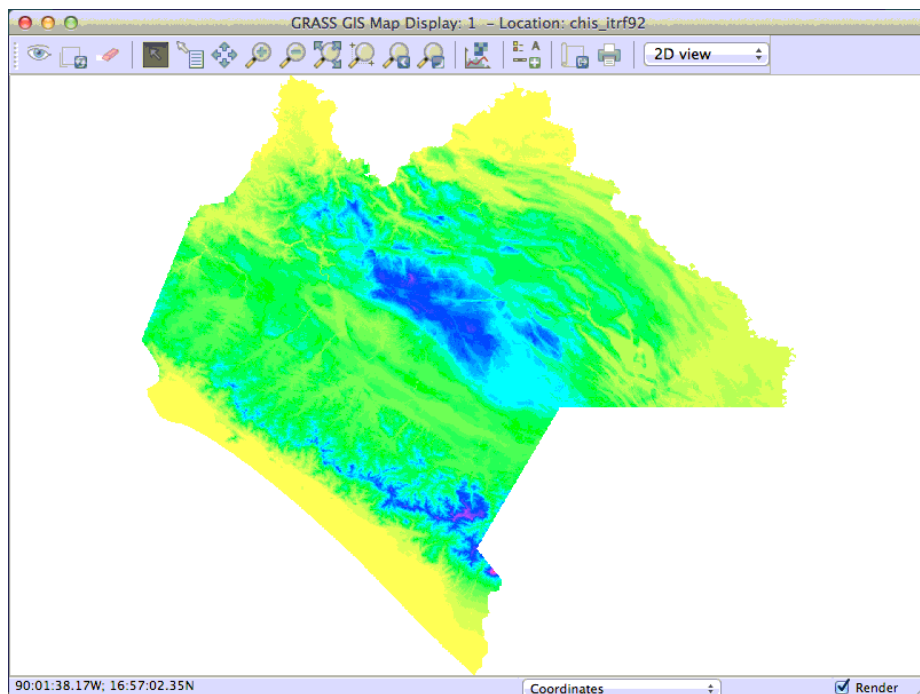 GRASS GIS Map Display: 1 - Location: chis_itrf92
2D view
90:01:38.17W; 16:57:02.35N
Coordinates
Render